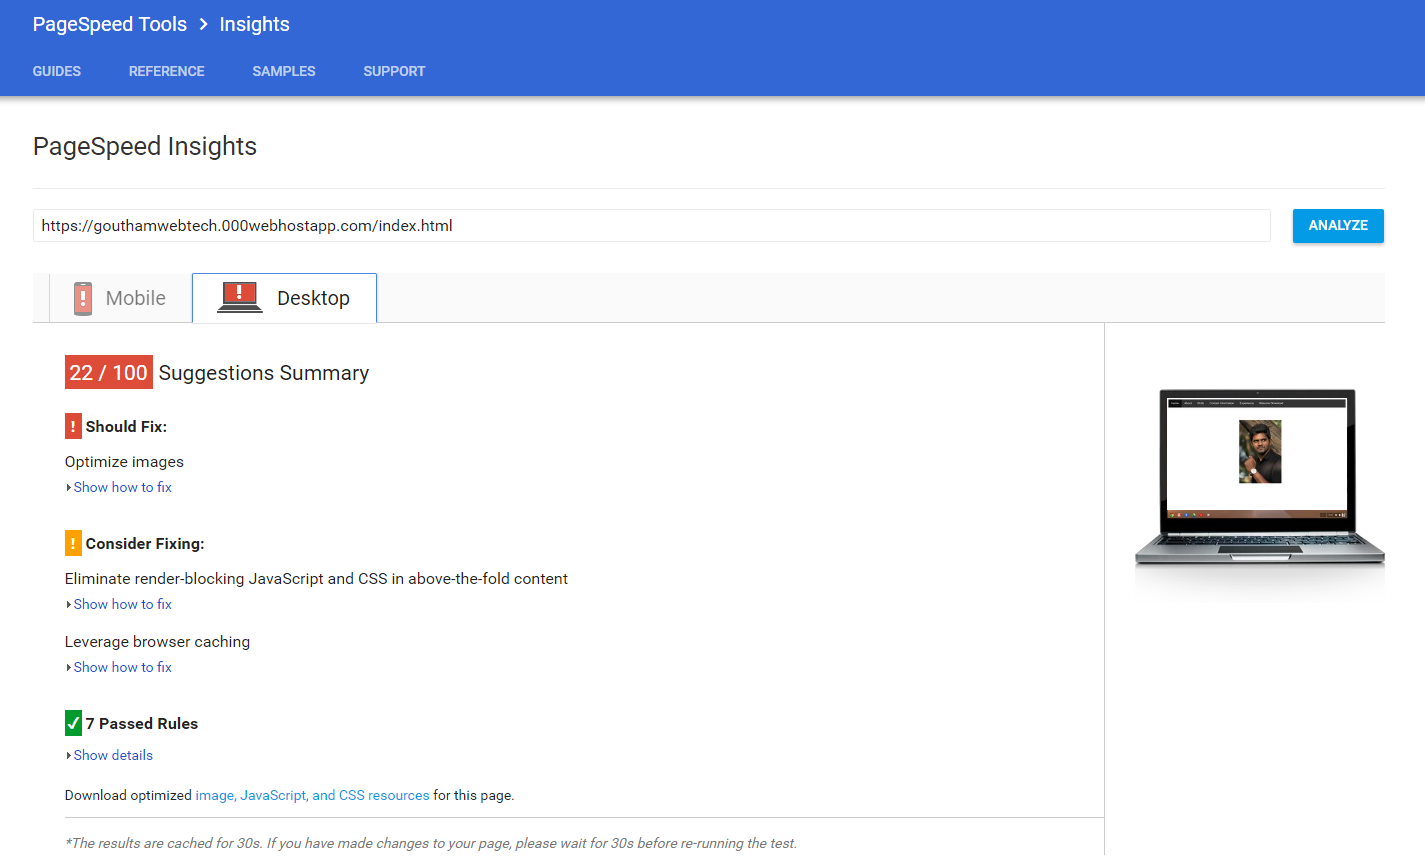 PageSpeed Tools > Insights
GUIDES REFERENCE SAMPLES SUPPORT
PageSpeed Insights
https://gouthamwebtech.000webhostapp.com/index.html
ANALYZE
! Mobile
! Desktop
22 / 100 Suggestions Summary
! Should Fix:
Optimize images
Show how to fix
! Consider Fixing:
Eliminate render-blocking JavaScript and CSS in above-the-fold content
Show how to fix
Leverage browser caching
Show how to fix
7 Passed Rules
Show details
Download optimized image, JavaScript, and CSS resources for this page.
*The results are cached for 30s. If you have made changes to your page, please wait for 30s before re-running the test.